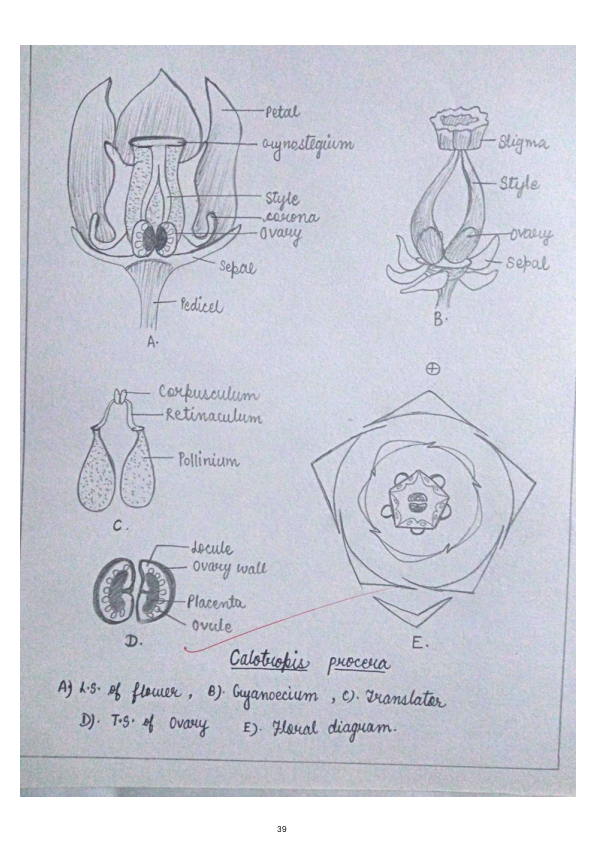 Petal
Gynostegium
Style
corona
Ovary
Sepal
Pedicel
A.
Stigma
Style
Ovary
Sepal
B.
Corpusculum
Retinaculum
Pollinium
C.
Locule
Ovary wall
Placenta
Ovule
D.
E.
Calotropis procera
A) L.S. of flower, B). Gyanoecium, C). Translator
D). T.S. of Ovary E). Floral diagram.
39